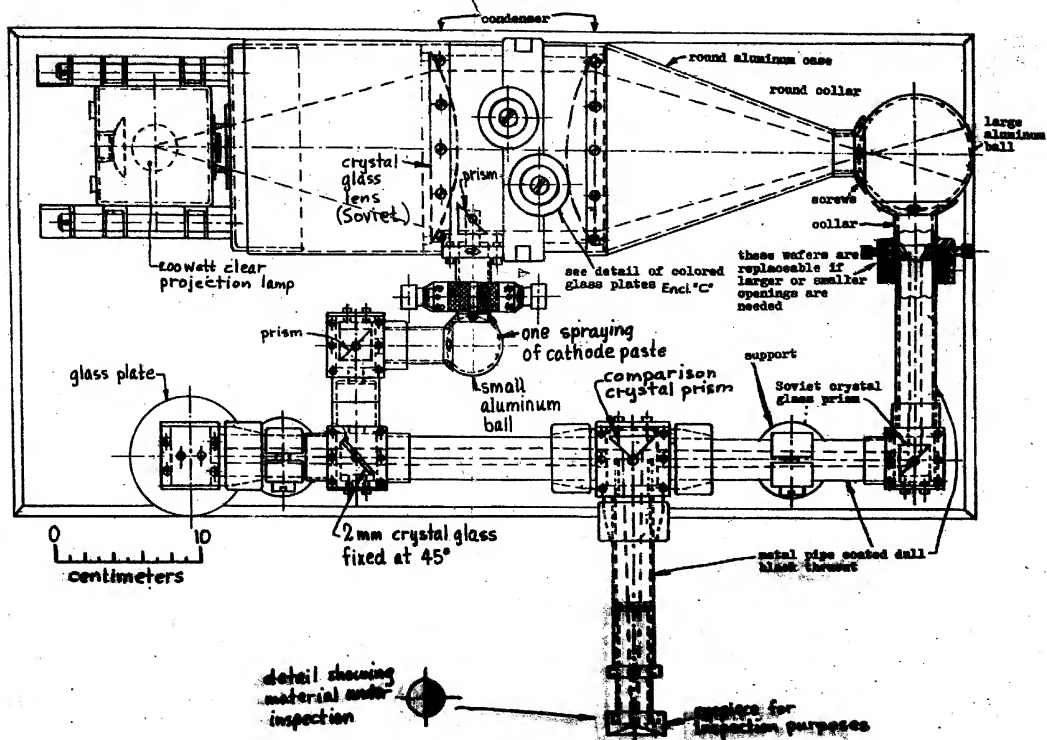 condenser
round aluminum case
round collar
large
aluminum
ball
crystal
glass
lens
(Soviet)
prism
screws
collar
200 watt clear
projection lamp
see detail of colored
glass plates Encl. "C"
these wafers are
replaceable if
larger or smaller
openings are
needed
prism
one spraying
of cathode paste
glass plate
small
aluminum
ball
comparison
crystal prism
support
Soviet crystal
glass prism
0 10
centimeters
2mm crystal glass
fixed at 45°
metal pipe coated dull
black thruout
detail showing
material under
inspection
eyepiece for
inspection purposes